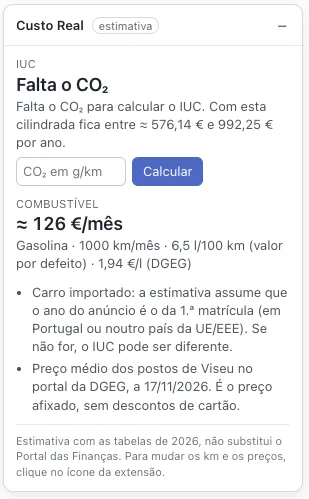 Custo Real estimativa −
IUC
Falta o CO₂
Falta o CO₂ para calcular o IUC. Com esta
cilindrada fica entre ≈ 576,14 € e 992,25 €
por ano.
CO₂ em g/km Calcular
COMBUSTÍVEL
≈ 126 €/mês
Gasolina · 1000 km/mês · 6,5 l/100 km (valor
por defeito) · 1,94 €/l (DGEG)
• Carro importado: a estimativa assume que
o ano do anúncio é o da 1.ª matrícula (em
Portugal ou noutro país da UE/EEE). Se
não for, o IUC pode ser diferente.
• Preço médio dos postos de Viseu no
portal da DGEG, a 17/11/2026. É o preço
afixado, sem descontos de cartão.
Estimativa com as tabelas de 2026, não substitui o
Portal das Finanças. Para mudar os km e os preços,
clique no ícone da extensão.